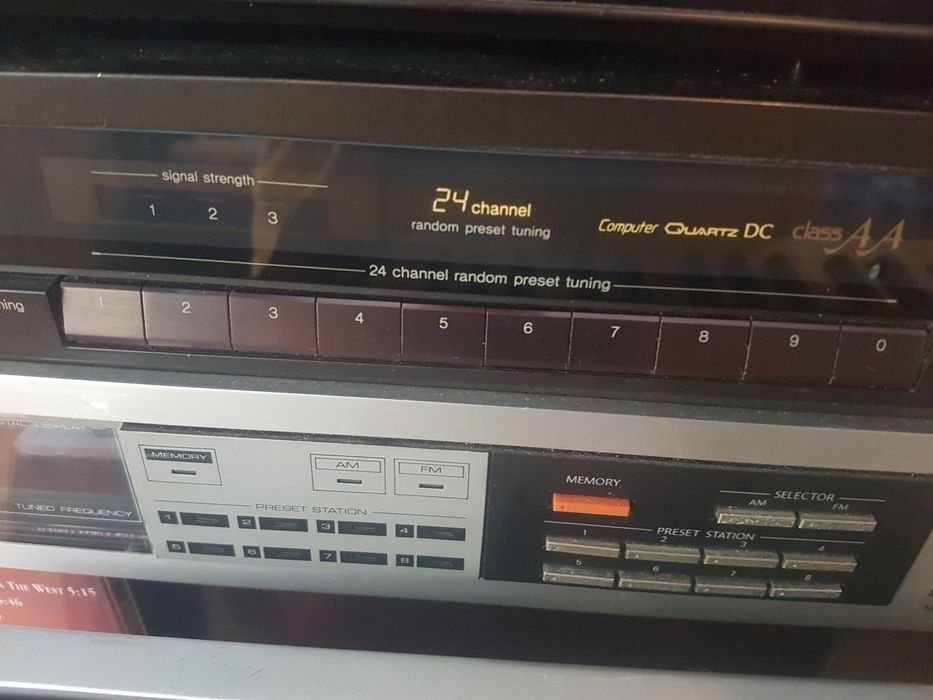 signal strength
1 2 3
24 channel
random preset tuning
Computer QUARTZ DC class AA
24 channel random preset tuning
1 2 3 4 5 6 7 8 9 0
MEMORY
AM FM
TUNED FREQUENCY
PRESET STATION
1 2 3 4
5 6 7 8
MEMORY
SELECTOR
AM FM
PRESET STATION
1 2 3 4
5 6 7 8
THE WEST 5:15
:46